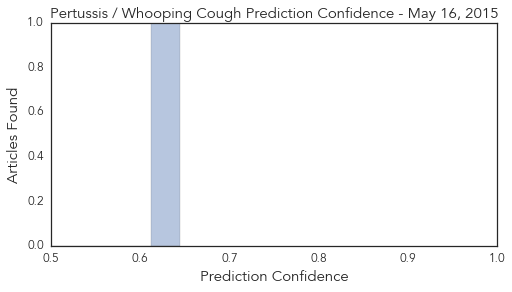 Pertussis / Whooping Cough Prediction Confidence - May 16, 2015
1.0
0.8
0.6
0.4
0.2
0.0
Articles Found
0.5 0.6 0.7 0.8 0.9 1.0
Prediction Confidence